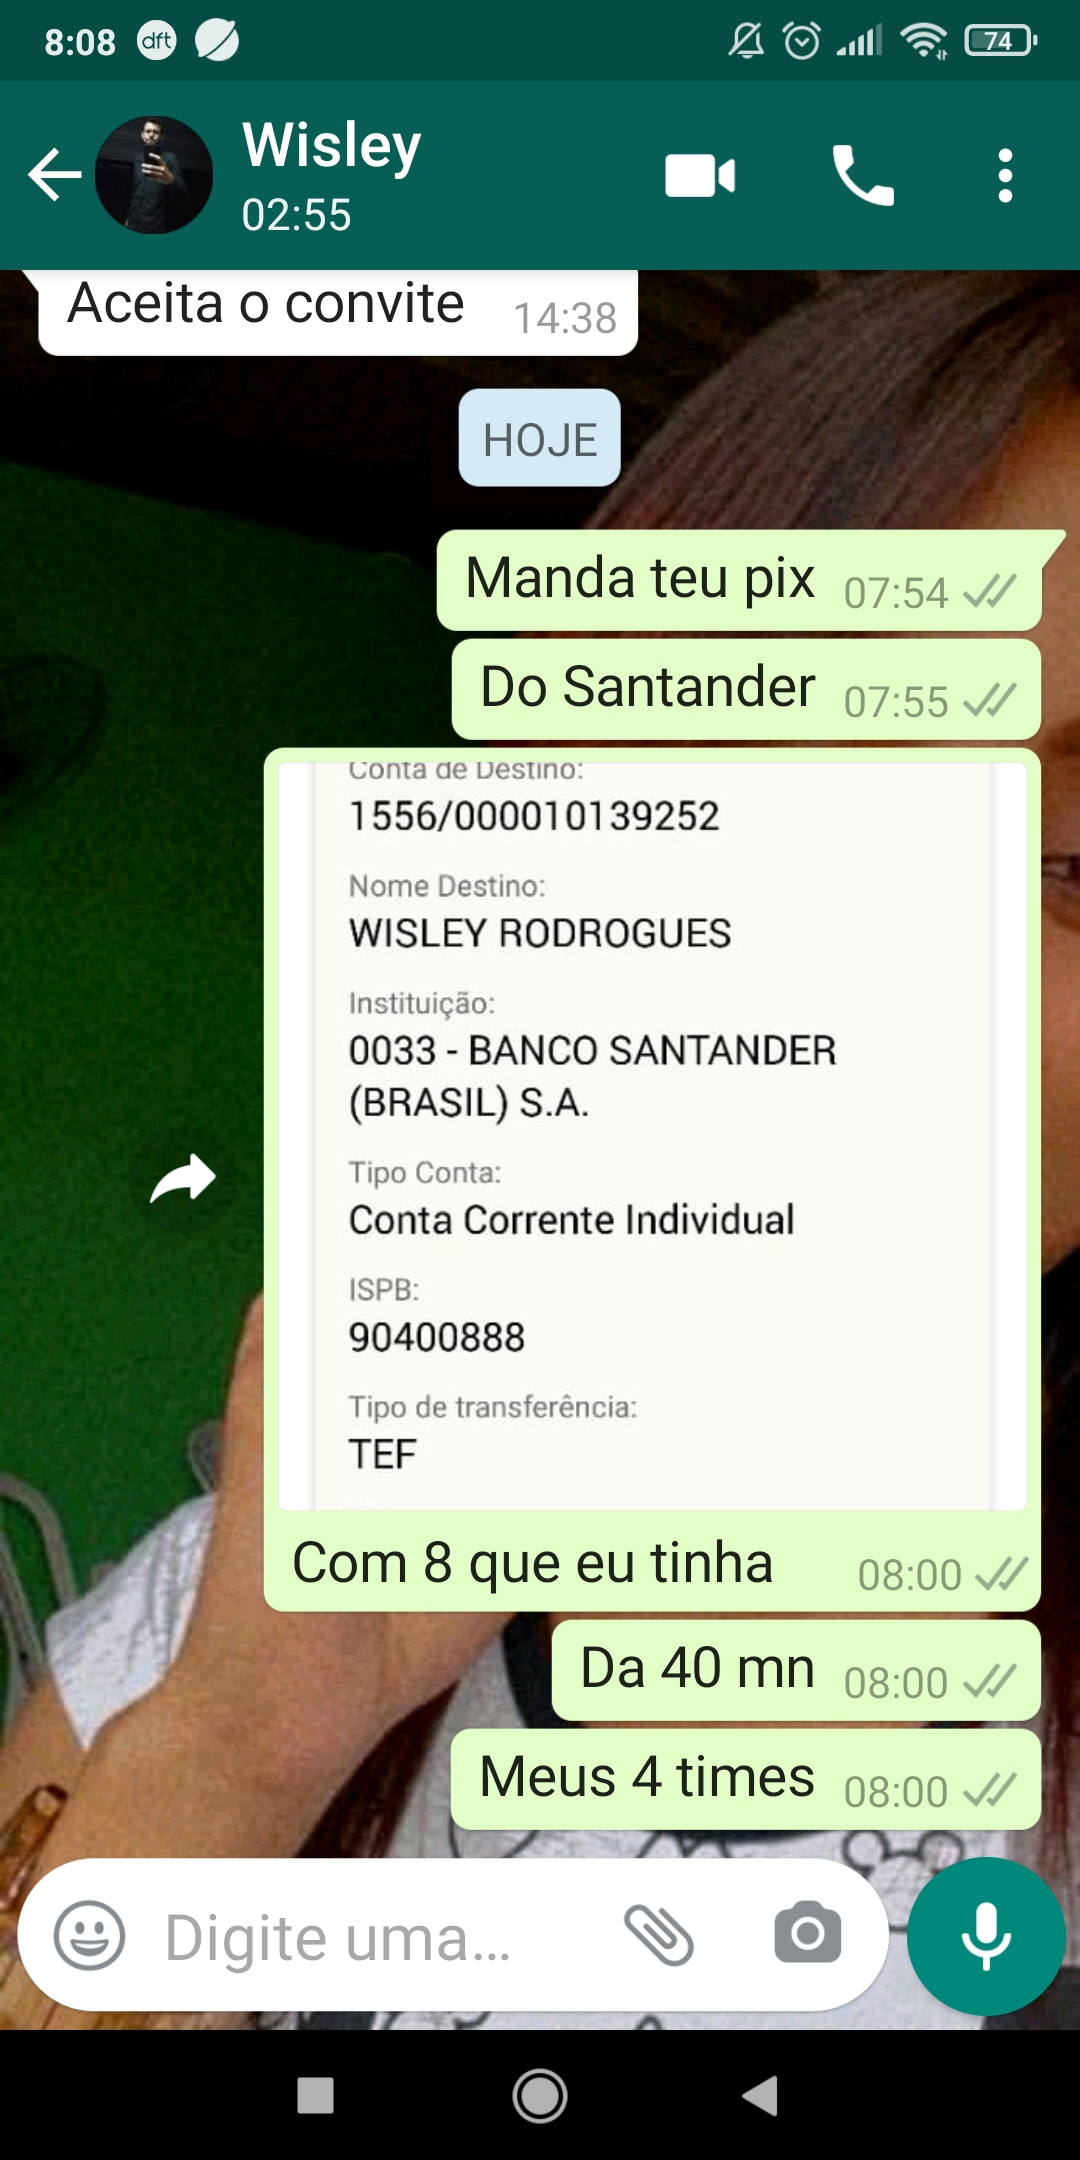 8:08
dft
74
Wisley
02:55
Aceita o convite 14:38
HOJE
Manda teu pix 07:54
Do Santander 07:55
Conta de Destino:
1556/000010139252
Nome Destino:
WISLEY RODROGUES
Instituição:
0033 - BANCO SANTANDER
(BRASIL) S.A.
Tipo Conta:
Conta Corrente Individual
ISPB:
90400888
Tipo de transferência:
TEF
Com 8 que eu tinha 08:00
Da 40 mn 08:00
Meus 4 times 08:00
Digite uma...